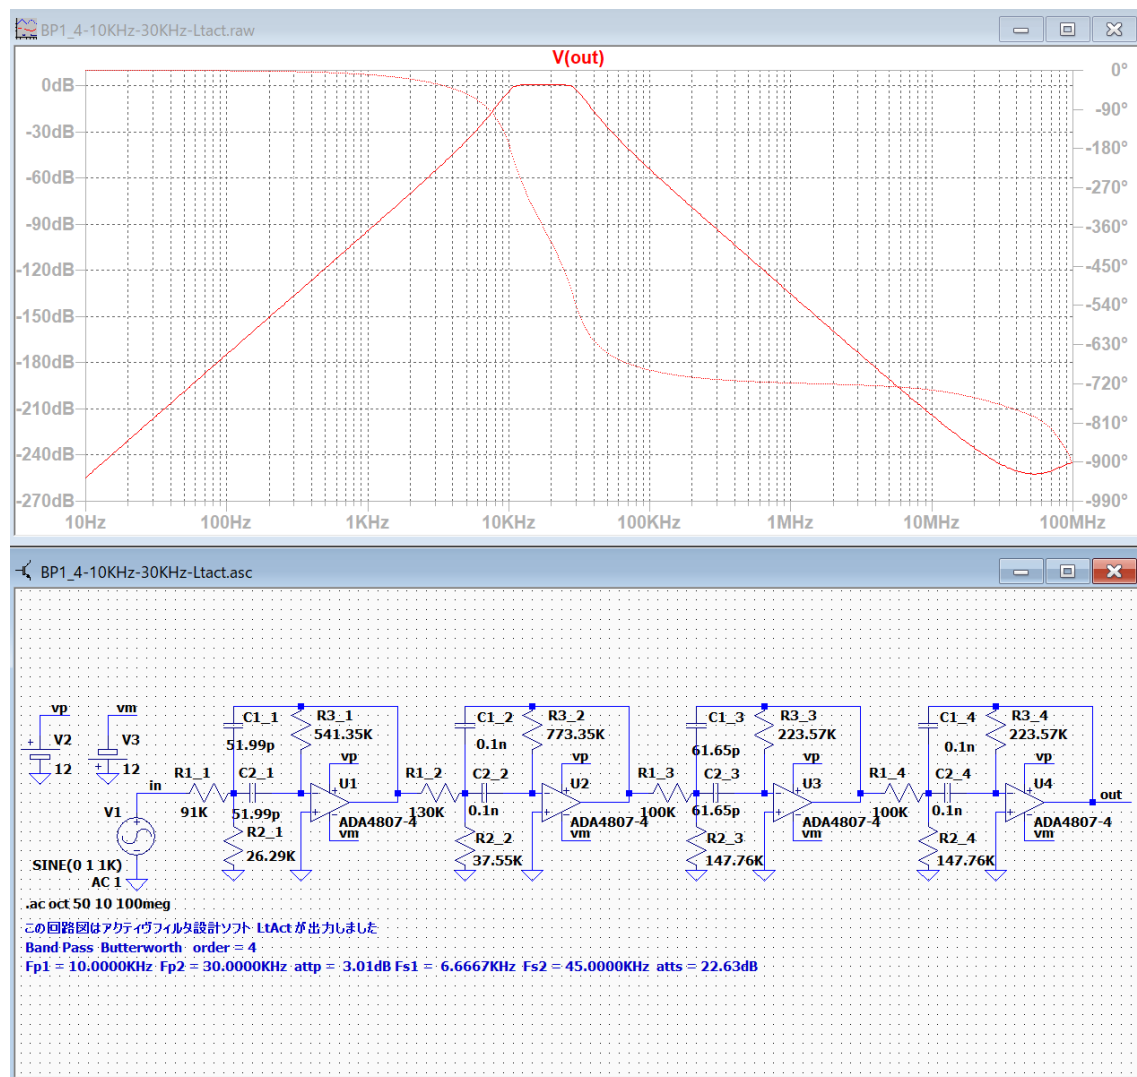 BP1_4-10KHz-30KHz-Ltact.raw
V(out)
0dB
-30dB
-60dB
-90dB
-120dB
-150dB
-180dB
-210dB
-240dB
-270dB
0°
-90°
-180°
-270°
-360°
-450°
-540°
-630°
-720°
-810°
-900°
-990°
10Hz 100Hz 1KHz 10KHz 100KHz 1MHz 10MHz 100MHz
BP1_4-10KHz-30KHz-Ltact.asc
vp vm
V2 V3
12 12
in
V1
SINE(0 1 1K)
AC 1
R1_1
91K
C1_1
51.99p
C2_1
51.99p
R2_1
26.29K
R3_1
541.35K
vp
U1
ADA4807-4
vm
R1_2
130K
C1_2
0.1n
C2_2
0.1n
R2_2
37.55K
R3_2
773.35K
vp
U2
ADA4807-4
vm
R1_3
100K
C1_3
61.65p
C2_3
61.65p
R2_3
147.76K
R3_3
223.57K
vp
U3
ADA4807-4
vm
R1_4
100K
C1_4
0.1n
C2_4
0.1n
R2_4
147.76K
R3_4
223.57K
vp
U4
ADA4807-4
vm
out
.ac oct 50 10 100meg
この回路図はアクティヴフィルタ設計ソフト LtAct が出力しました
Band Pass Butterworth order = 4
Fp1 = 10.0000KHz Fp2 = 30.0000KHz attp = 3.01dB Fs1 = 6.6667KHz Fs2 = 45.0000KHz atts = 22.63dB